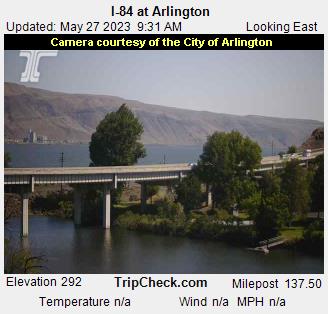 I-84 at Arlington
Updated: May 27 2023 9:31 AM Looking East
Camera courtesy of the City of Arlington
Elevation 292 TripCheck.com Milepost 137.50
Temperature n/a Wind n/a MPH n/a